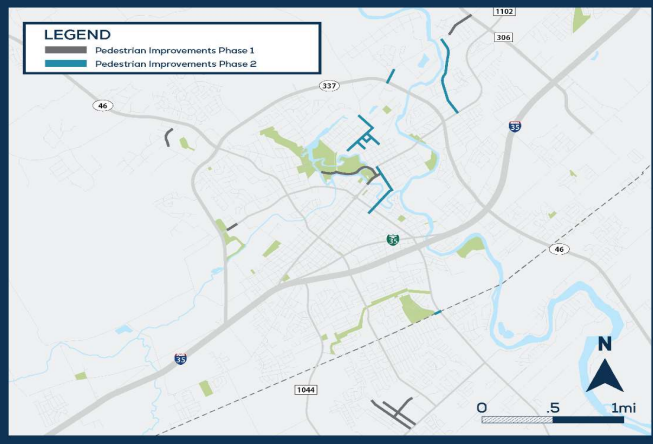 1102
LEGEND
Pedestrian Improvements Phase 1
Pedestrian Improvements Phase 2
306
337
46
35
35
46
35
1044
N
0 .5 1mi